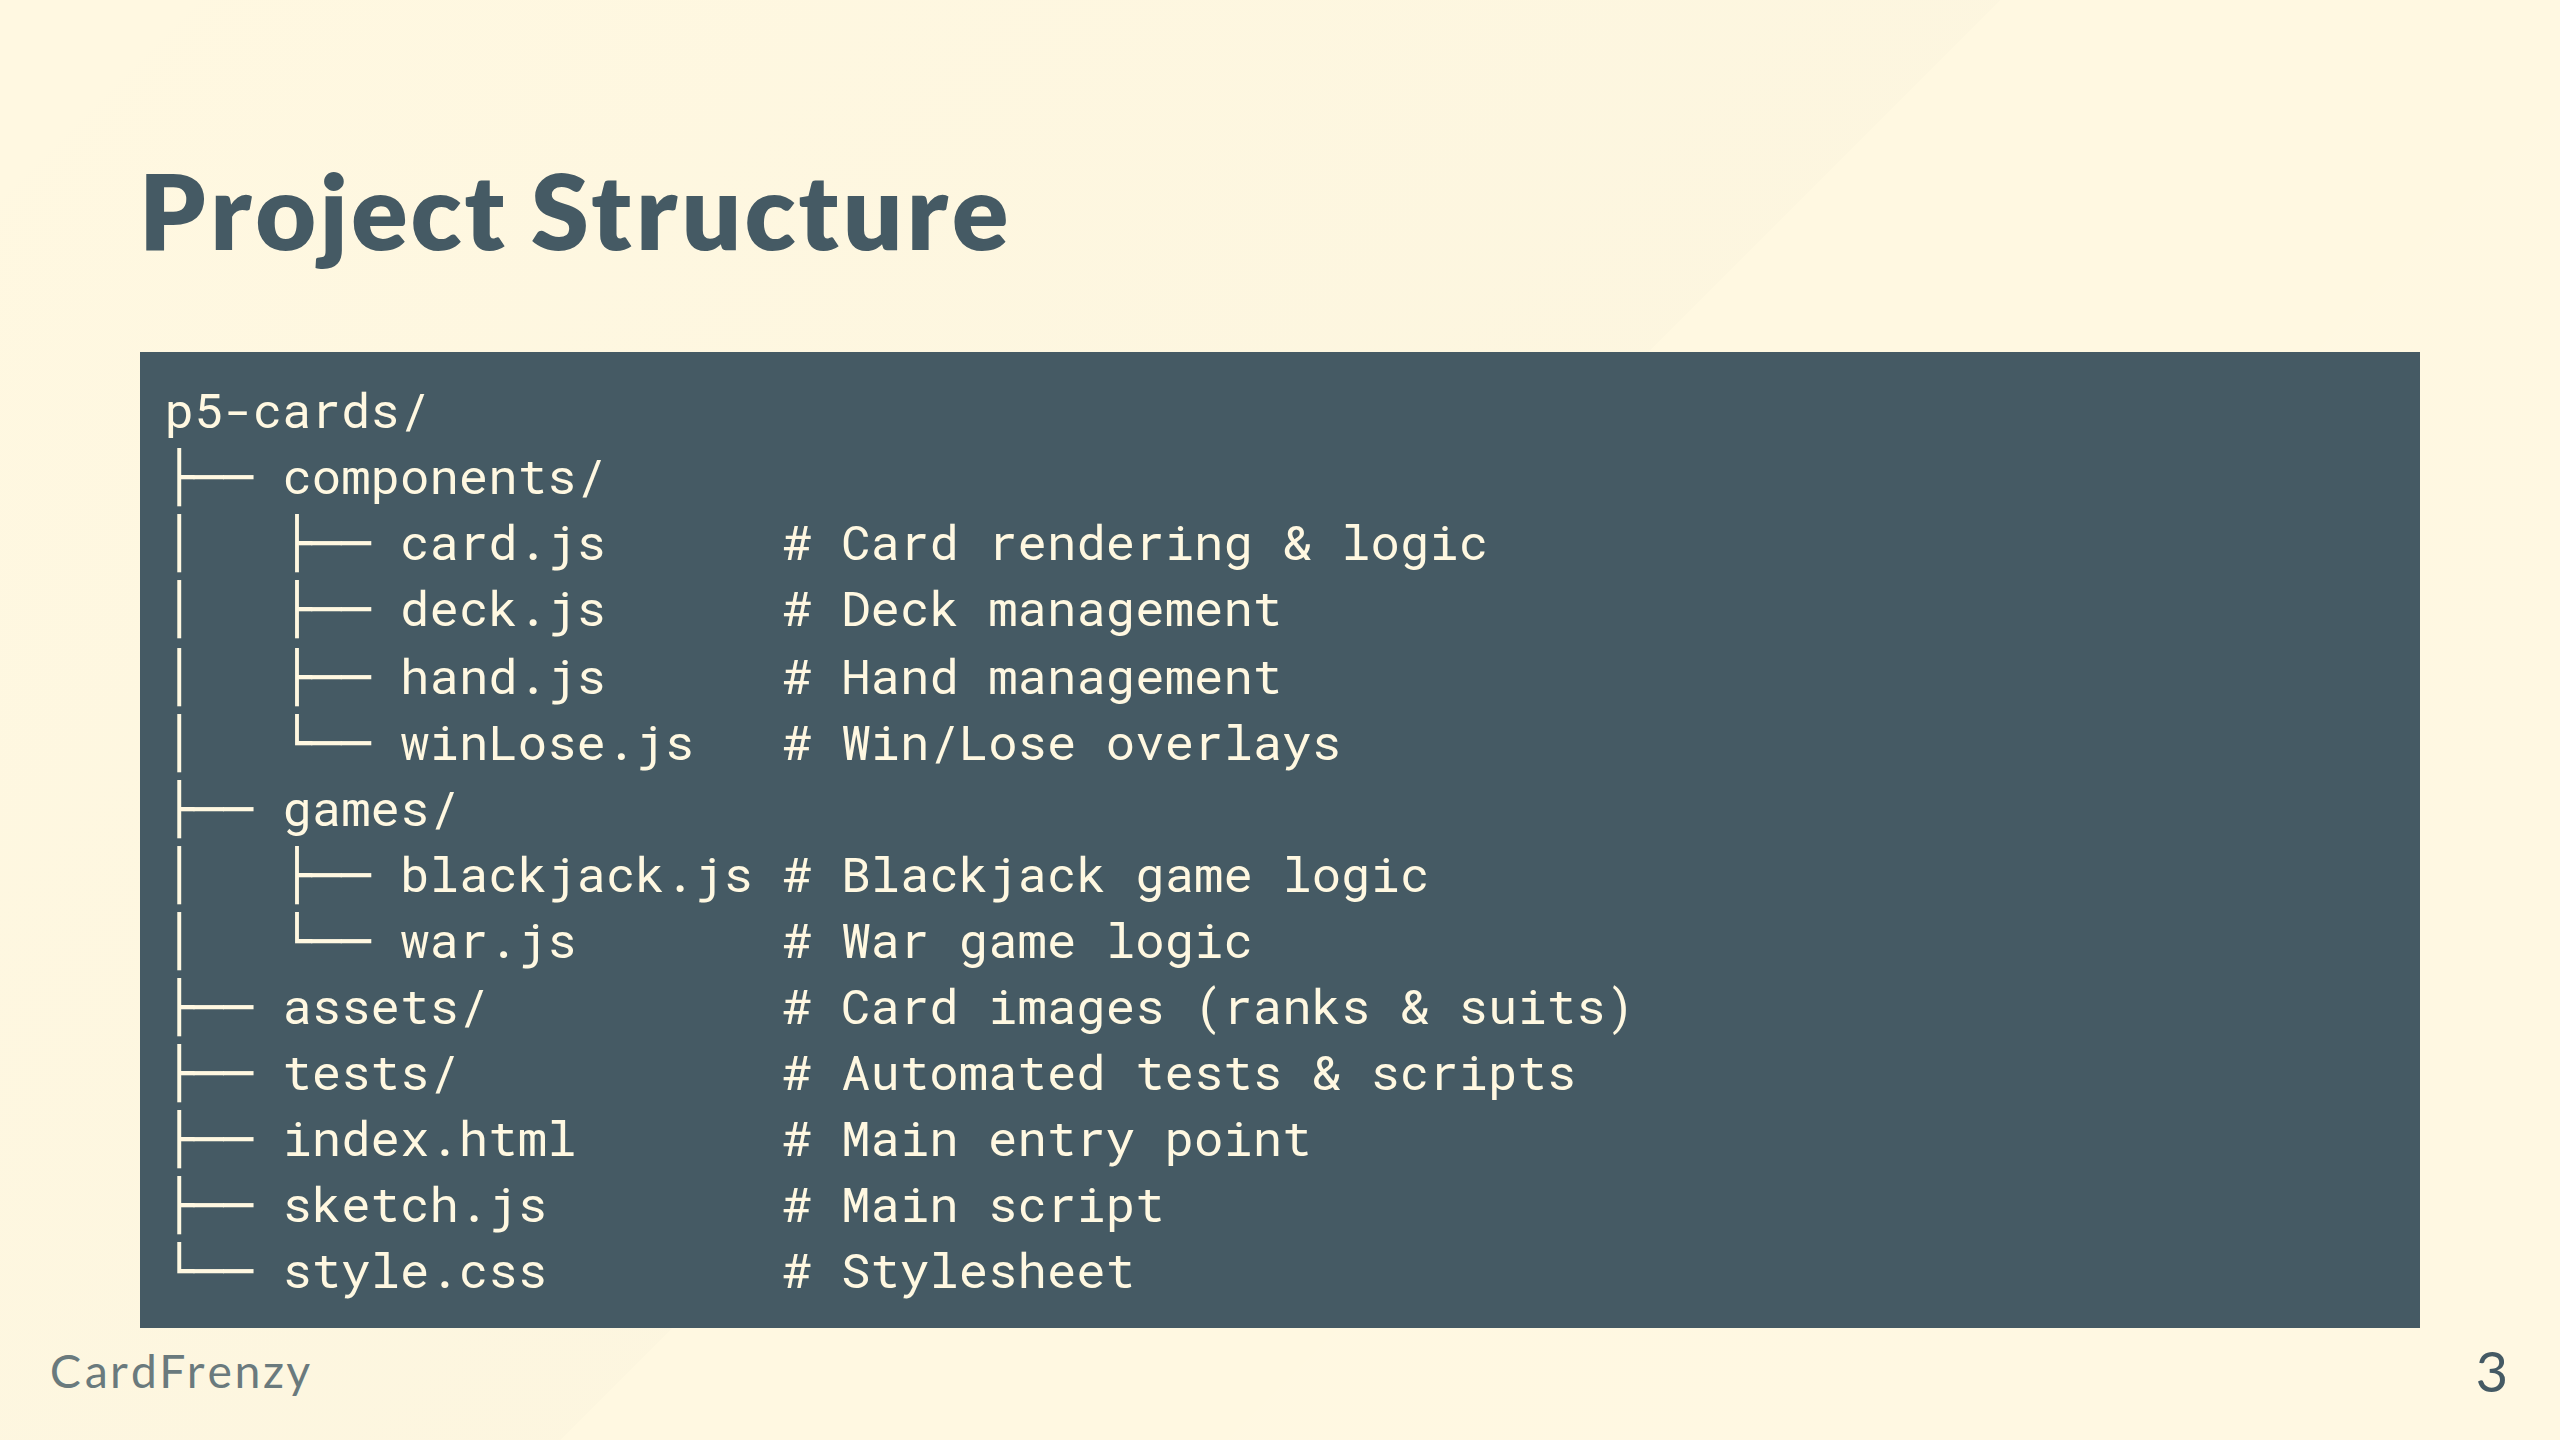 Project Structure
p5-cards/
├── components/
│   ├── card.js      # Card rendering & logic
│   ├── deck.js      # Deck management
│   ├── hand.js      # Hand management
│   └── winLose.js   # Win/Lose overlays
├── games/
│   ├── blackjack.js # Blackjack game logic
│   └── war.js       # War game logic
├── assets/          # Card images (ranks & suits)
├── tests/           # Automated tests & scripts
├── index.html       # Main entry point
├── sketch.js        # Main script
└── style.css        # Stylesheet
CardFrenzy
3